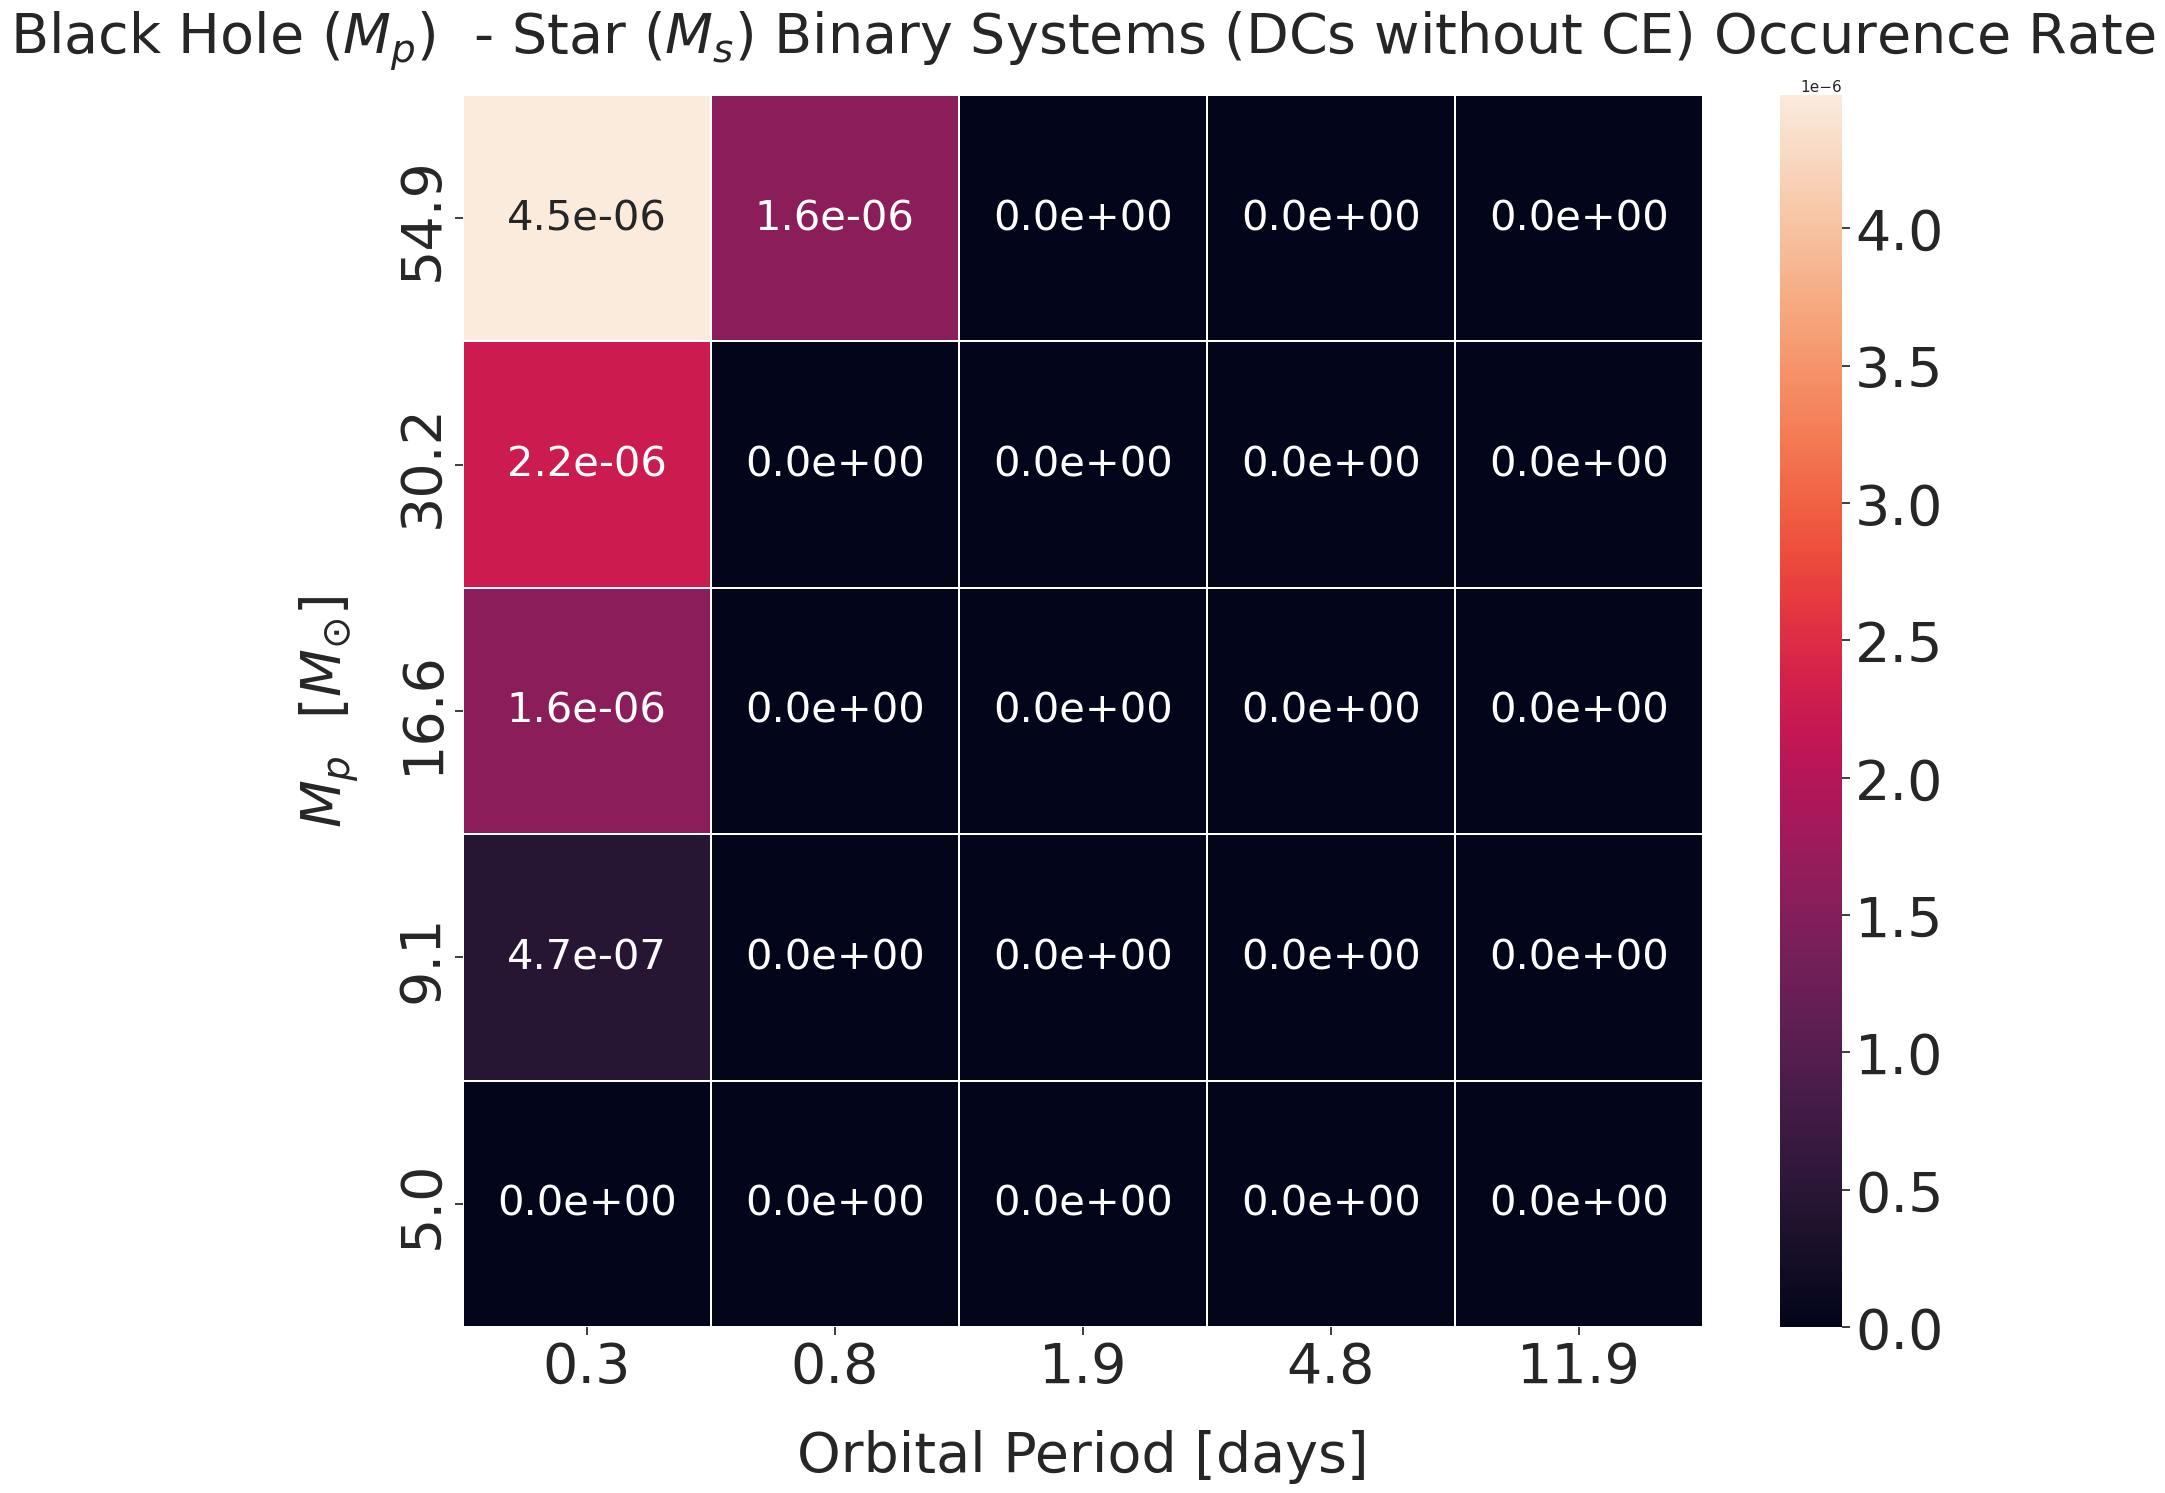 Black Hole (Mₚ) - Star (Mₛ) Binary Systems (DCs without CE) Occurence Rate
1e−6
54.9 4.5e-06 1.6e-06 0.0e+00 0.0e+00 0.0e+00
30.2 2.2e-06 0.0e+00 0.0e+00 0.0e+00 0.0e+00
16.6 1.6e-06 0.0e+00 0.0e+00 0.0e+00 0.0e+00
9.1 4.7e-07 0.0e+00 0.0e+00 0.0e+00 0.0e+00
5.0 0.0e+00 0.0e+00 0.0e+00 0.0e+00 0.0e+00
Mₚ [M⊙]
0.3 0.8 1.9 4.8 11.9
Orbital Period [days]
4.0
3.5
3.0
2.5
2.0
1.5
1.0
0.5
0.0